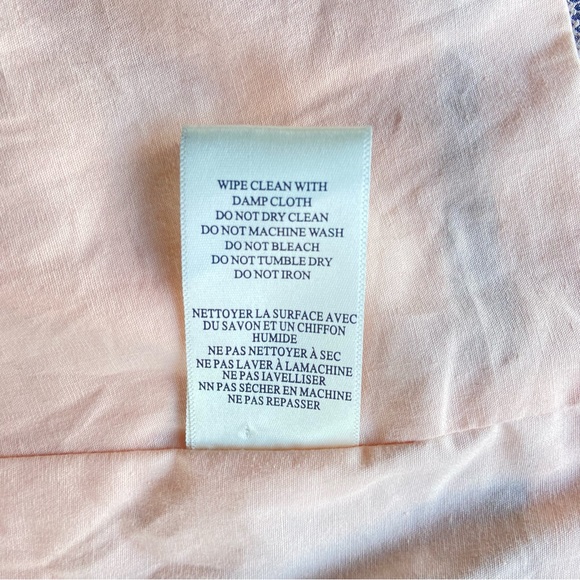 WIPE CLEAN WITH
DAMP CLOTH
DO NOT DRY CLEAN
DO NOT MACHINE WASH
DO NOT BLEACH
DO NOT TUMBLE DRY
DO NOT IRON
NETTOYER LA SURFACE AVEC
DU SAVON ET UN CHIFFON
HUMIDE
NE PAS NETTOYER À SEC
NE PAS LAVER À LAMACHINE
NE PAS IAVELLISER
NN PAS SÉCHER EN MACHINE
NE PAS REPASSER